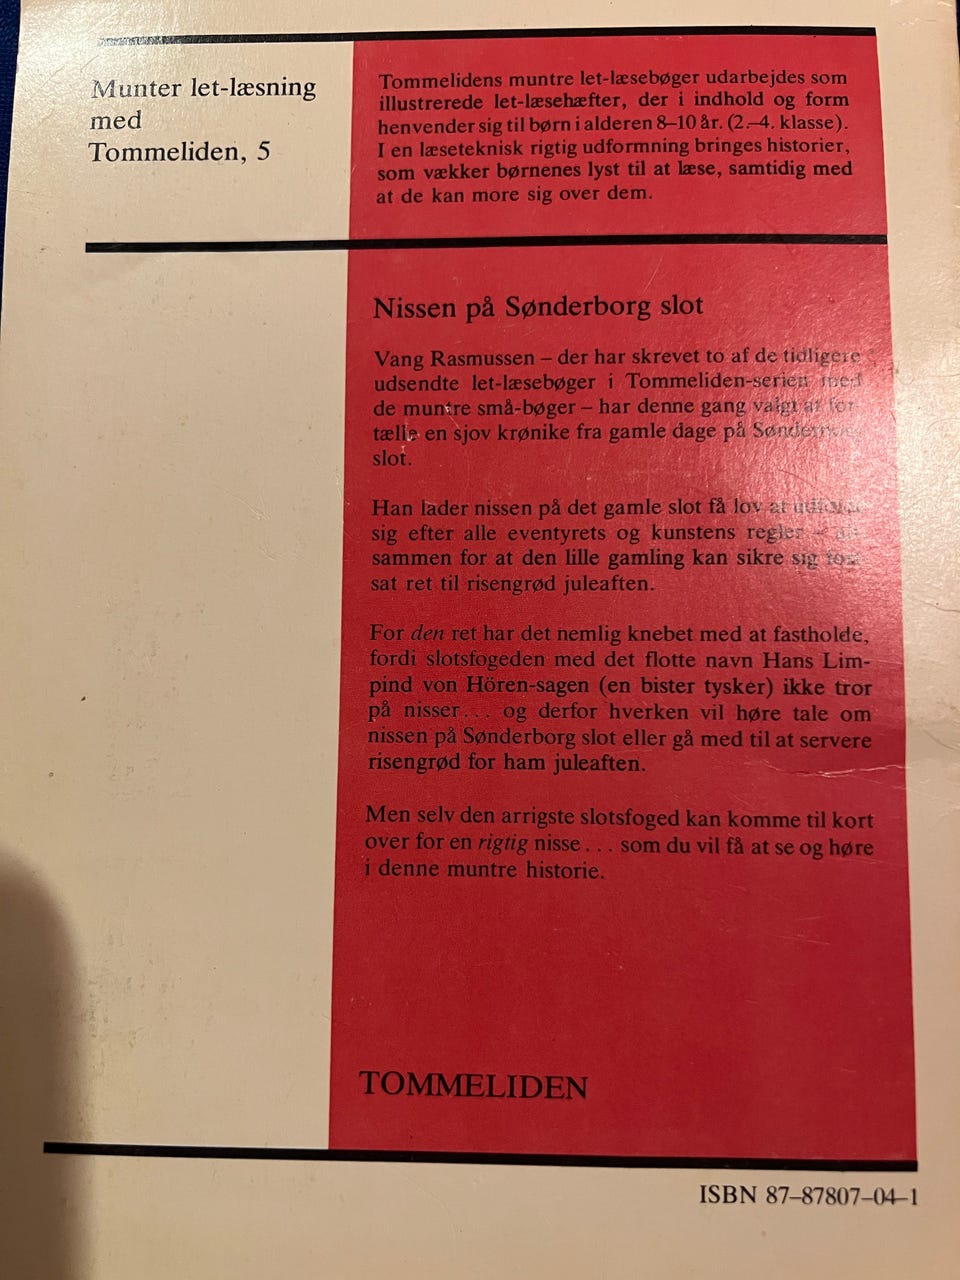 Munter let-læsning
med
Tommeliden, 5
Tommelidens muntre let-læsebøger udarbejdes som
illustrerede let-læsehæfter, der i indhold og form
henvender sig til børn i alderen 8–10 år. (2.–4. klasse).
I en læseteknisk rigtig udformning bringes historier,
som vækker børnenes lyst til at læse, samtidig med
at de kan more sig over dem.
Nissen på Sønderborg slot
Vang Rasmussen – der har skrevet to af de tidligere
udsendte let-læsebøger i Tommeliden-serien med
de muntre små-bøger – har denne gang valgt at for-
tælle en sjov krønike fra gamle dage på Sønderborg
slot.
Han lader nissen på det gamle slot få lov at
sig efter alle eventyrets og kunstens regler –
sammen for at den lille gamling kan sikre sig fort-
sat ret til risengrød juleaften.
For den ret har det nemlig knebet med at fastholde,
fordi slotsfogeden med det flotte navn Hans Lim-
pind von Hören-sagen (en bister tysker) ikke tror
på nisser... og derfor hverken vil høre tale om
nissen på Sønderborg slot eller gå med til at servere
risengrød for ham juleaften.
Men selv den arrigste slotsfoged kan komme til kort
over for en rigtig nisse... som du vil få at se og høre
i denne muntre historie.
TOMMELIDEN
ISBN 87–87807–04–1